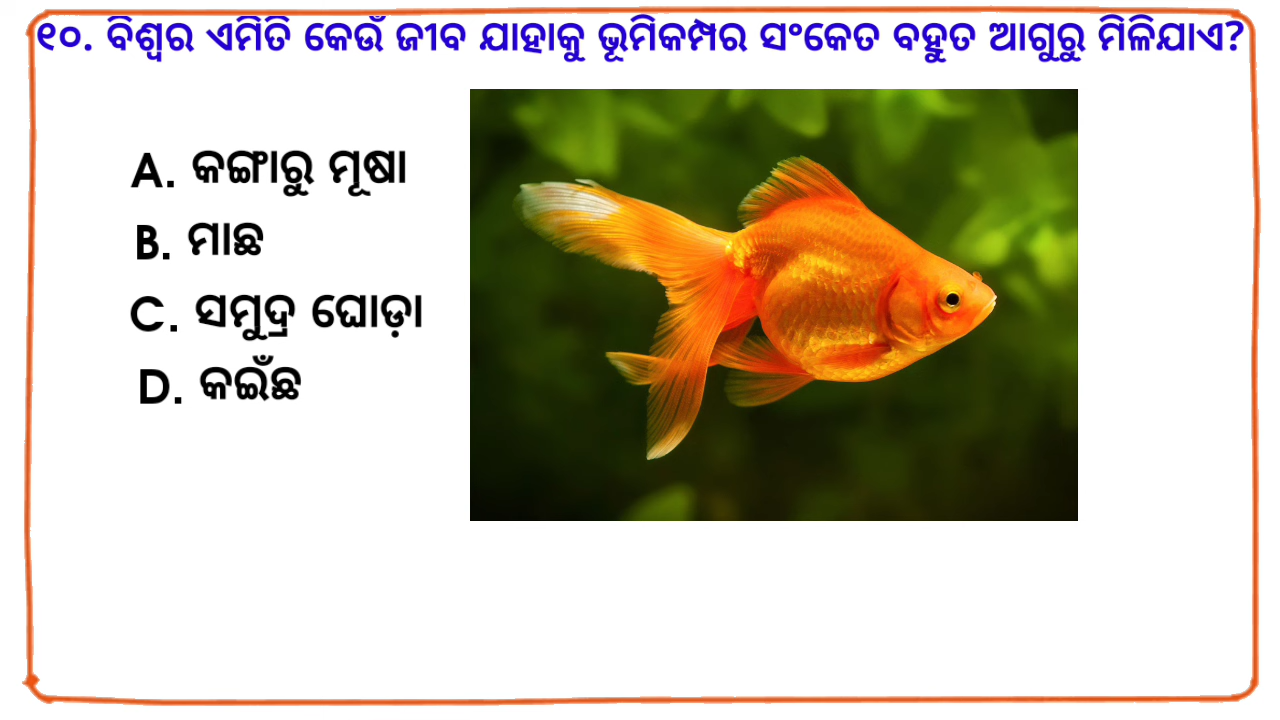 ୧୦. ବିଶ୍ୱର ଏମିତି କେଉଁ ଜୀବ ଯାହାକୁ ଭୂମିକମ୍ପର ସଂକେତ ବହୁତ ଆଗୁରୁ ମିଳିଯାଏ?
A. କଙ୍ଗାରୁ ମୂଷା
B. ମାଛ
C. ସମୁଦ୍ର ଘୋଡ଼ା
D. କଇଁଛ